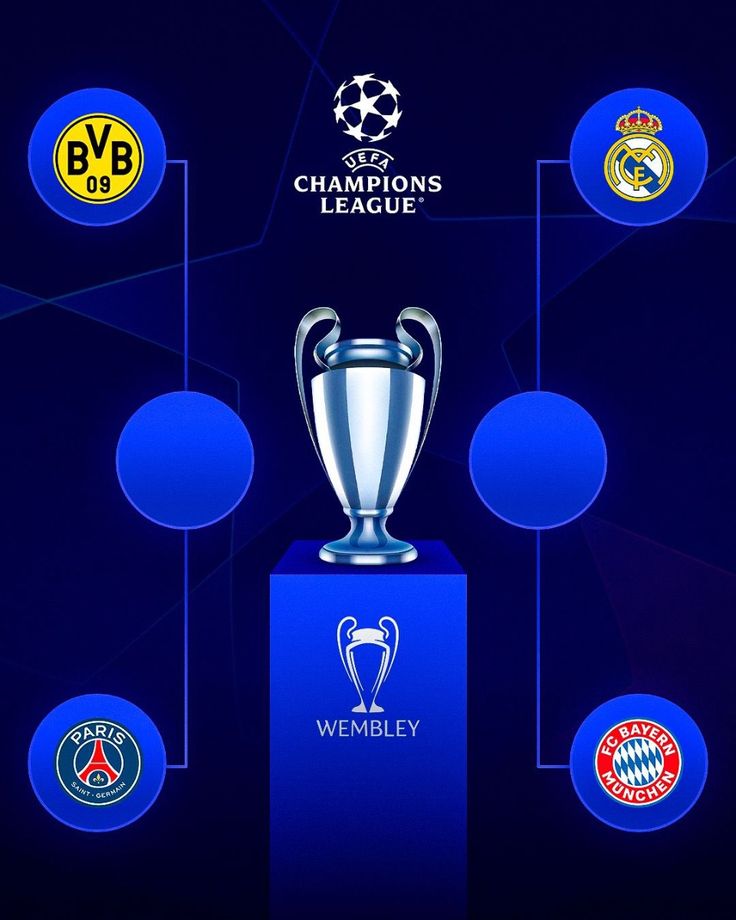 UEFA
CHAMPIONS
LEAGUE®
BVB
09
WEMBLEY
PARIS
SAINT-GERMAIN
FC BAYERN
MÜNCHEN